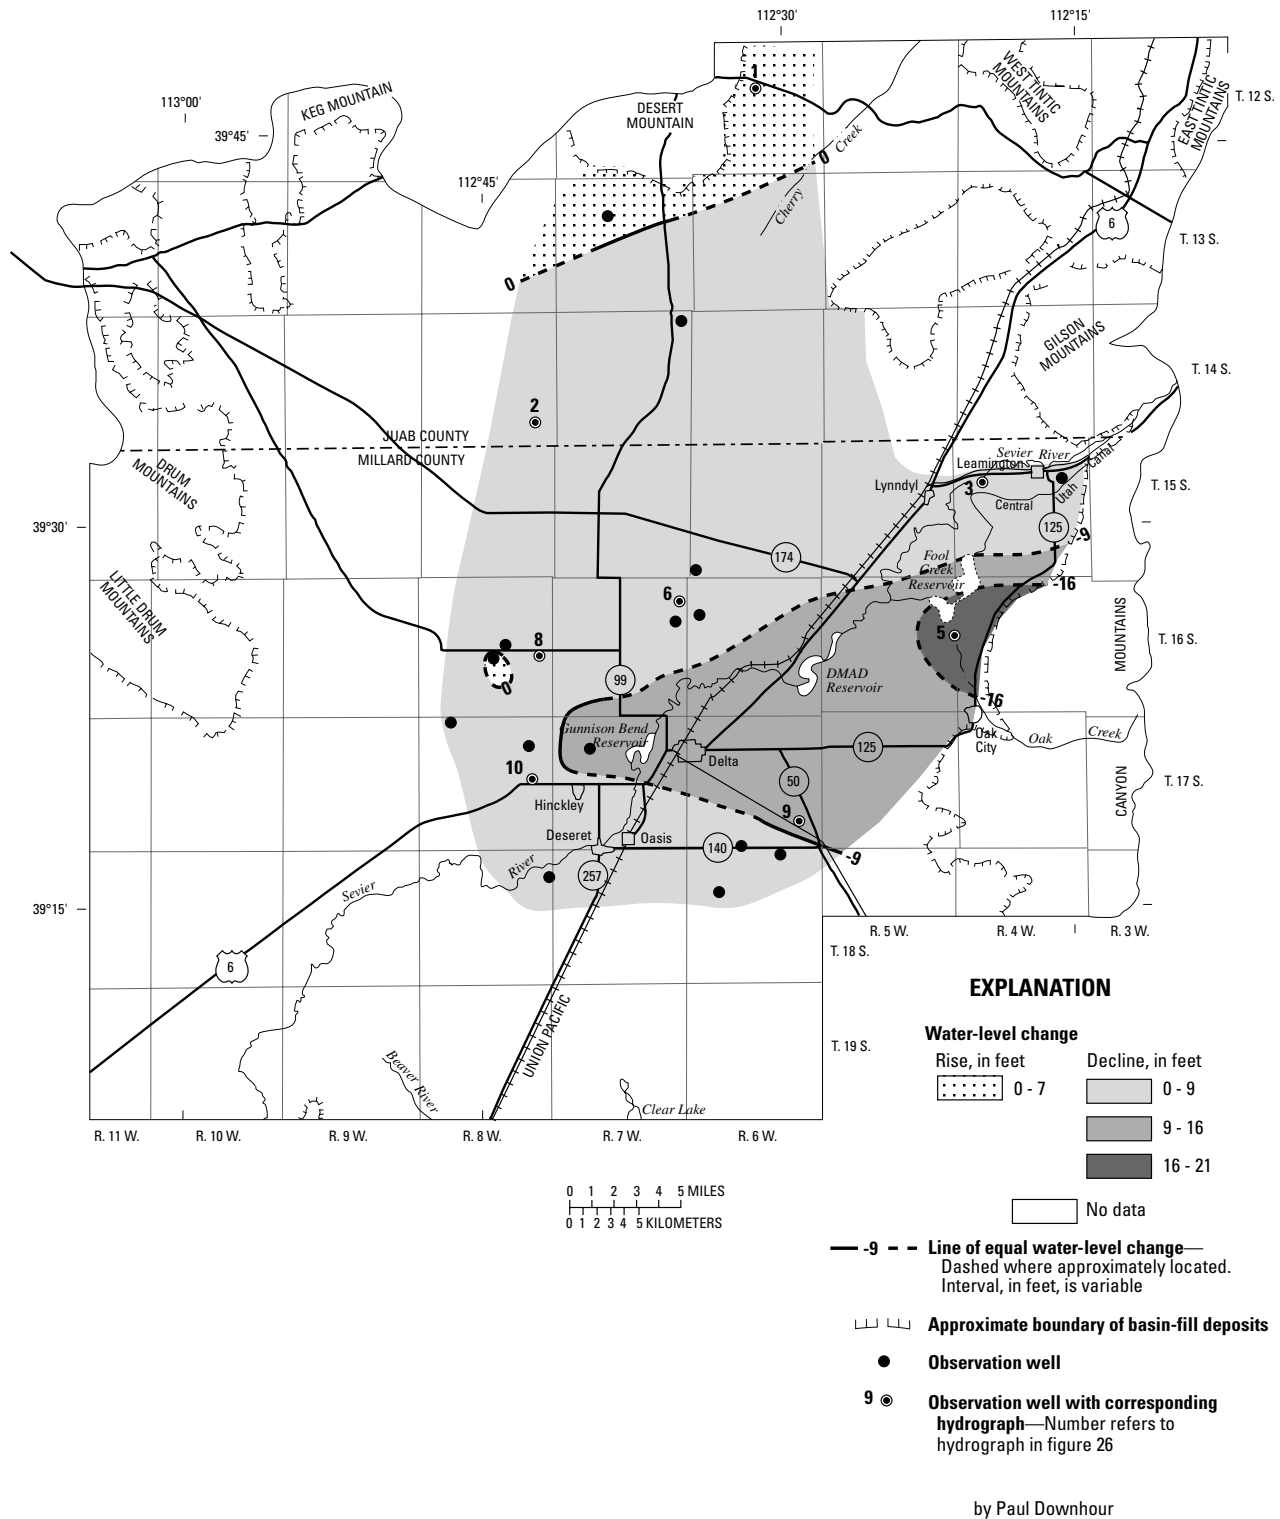 112°30'
112°15'
WEST TINTIC
MOUNTAINS
EAST TINTIC
MOUNTAINS
T. 12 S.
1
KEG MOUNTAIN
113°00'
39°45'
DESERT
MOUNTAIN
0
Creek
112°45'
Cherry
6
T. 13 S.
0
GILSON
MOUNTAINS
T. 14 S.
2
JUAB COUNTY
MILLARD COUNTY
Sevier River
Canal
Leamington
DRUM
MOUNTAINS
Lynndyl
3
Utah
T. 15 S.
Central
39°30'
125
-9
174
Fool
Creek
Reservoir
-16
LITTLE DRUM
MOUNTAINS
6
5
MOUNTAINS
T. 16 S.
8
99
DMAD
Reservoir
0
-16
Gunnison Bend
Reservoir
Oak
City
Oak
Creek
125
Delta
10
50
CANYON
T. 17 S.
Hinckley
9
Deseret
Oasis
140
-9
River
Sevier
257
39°15'
R. 5 W.
R. 4 W.
R. 3 W.
T. 18 S.
6
UNION PACIFIC
T. 19 S.
Beaver River
E
Clear Lake
R. 11 W.
R. 10 W.
R. 9 W.
R. 8 W.
R. 7 W.
R. 6 W.
0 1 2 3 4 5 MILES
0 1 2 3 4 5 KILOMETERS
EXPLANATION
Water-level change
Rise, in feet
Decline, in feet
0 - 7
0 - 9
9 - 16
16 - 21
No data
-9
Line of equal water-level change—
Dashed where approximately located.
Interval, in feet, is variable
Approximate boundary of basin-fill deposits
Observation well
9
Observation well with corresponding
hydrograph—Number refers to
hydrograph in figure 26
by Paul Downhour